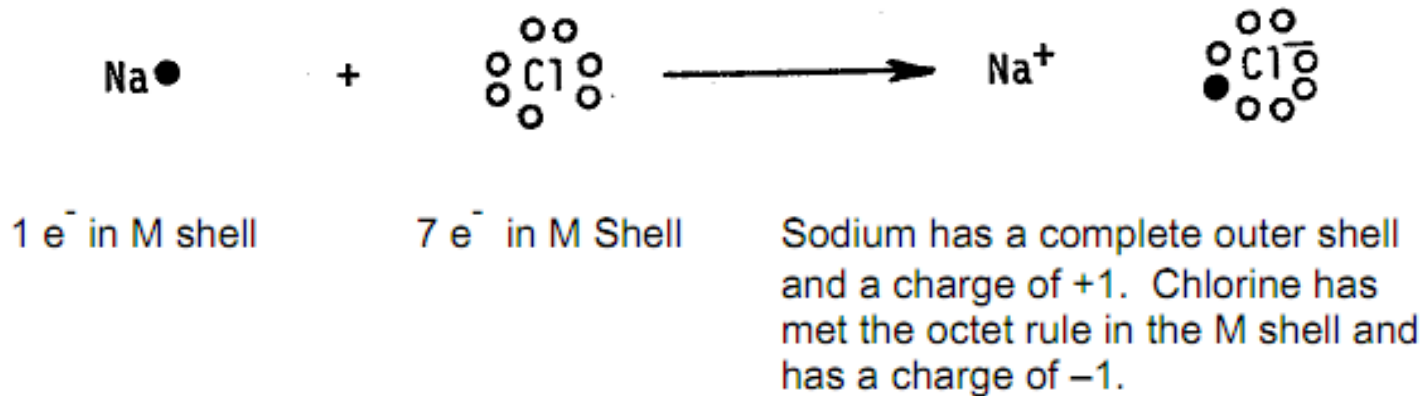 Na + Cl Na⁺ Cl⁻
1 e⁻ in M shell 7 e⁻ in M Shell Sodium has a complete outer shell
and a charge of +1. Chlorine has
met the octet rule in the M shell and
has a charge of –1.